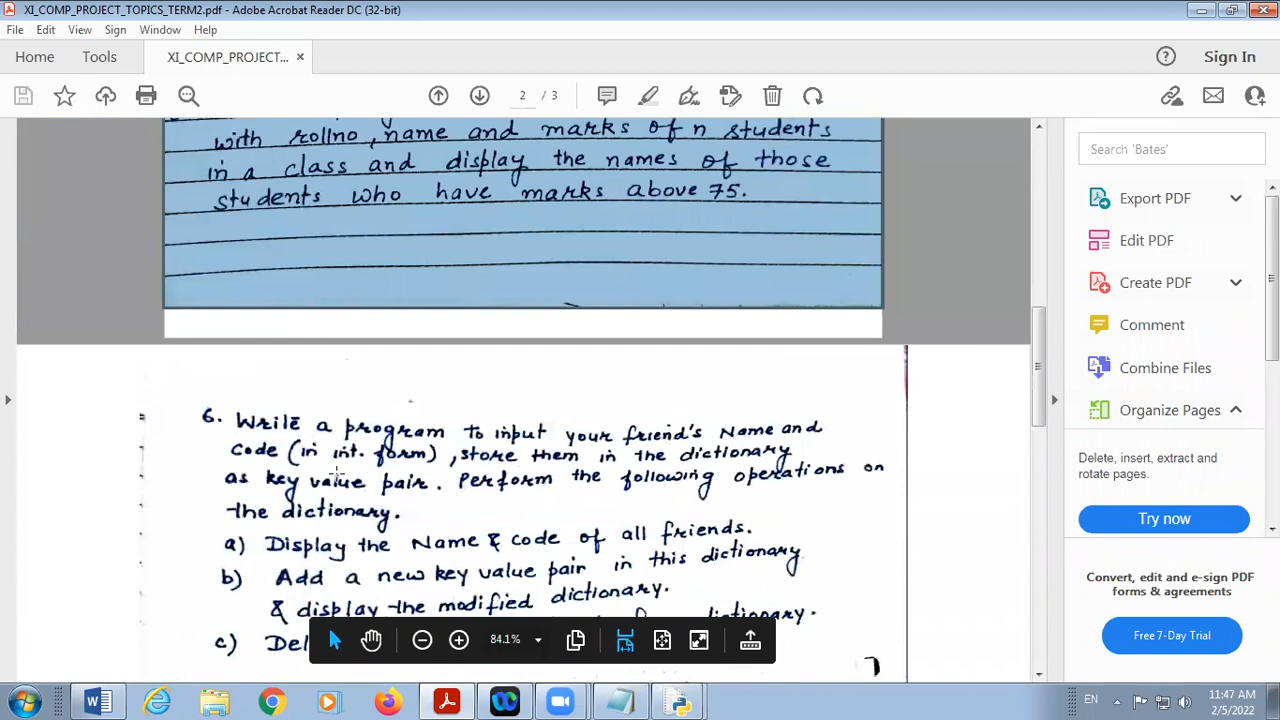 XI_COMP_PROJECT_TOPICS_TERM2.pdf - Adobe Acrobat Reader DC (32-bit)
File Edit View Sign Window Help
Home Tools XI_COMP_PROJECT... × Sign In
2 / 3
with rollno, name and marks of n students
in a class and display the names of those
students who have marks above 75.
6. Write a program to input your friend's Name and
Code (in int. form), store them in the dictionary
as key value pair. Perform the following operations on
the dictionary.
a) Display the Name & code of all friends.
b) Add a new key value pair in this dictionary
& display the modified dictionary.
c) Del dictionary.
84.1%
Search 'Bates'
Export PDF
Edit PDF
Create PDF
Comment
Combine Files
Organize Pages
Delete, insert, extract and
rotate pages.
Try now
Convert, edit and e-sign PDF
forms & agreements
Free 7-Day Trial
EN
11:47 AM
2/5/2022